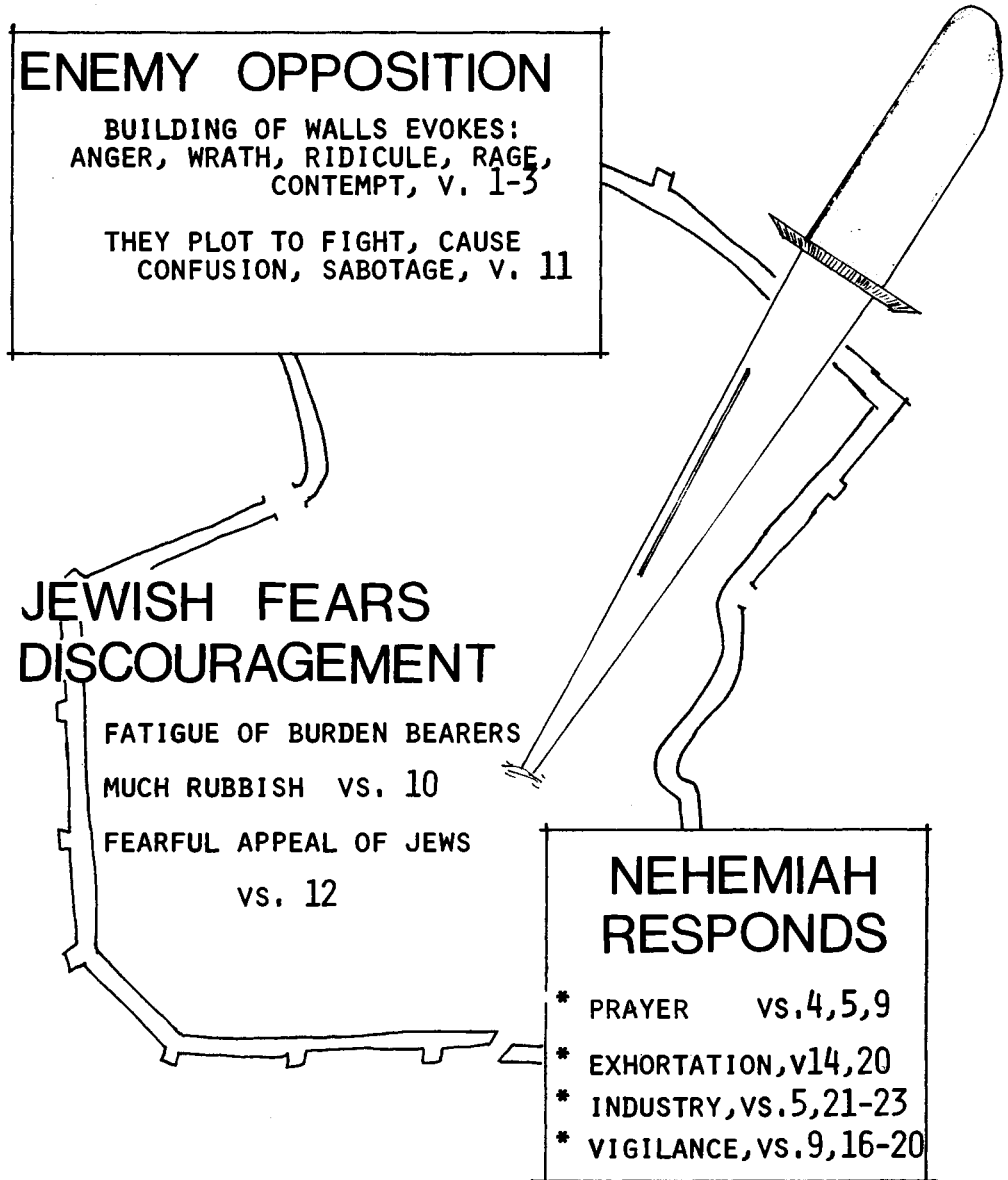 ENEMY OPPOSITION
BUILDING OF WALLS EVOKES:
ANGER, WRATH, RIDICULE, RAGE,
CONTEMPT, V. 1-3
THEY PLOT TO FIGHT, CAUSE
CONFUSION, SABOTAGE, V. 11
JEWISH FEARS
DISCOURAGEMENT
FATIGUE OF BURDEN BEARERS
MUCH RUBBISH VS. 10
FEARFUL APPEAL OF JEWS
VS. 12
NEHEMIAH
RESPONDS
* PRAYER VS.4,5,9
* EXHORTATION,V14,20
* INDUSTRY,VS.5,21-23
* VIGILANCE,VS.9,16-20